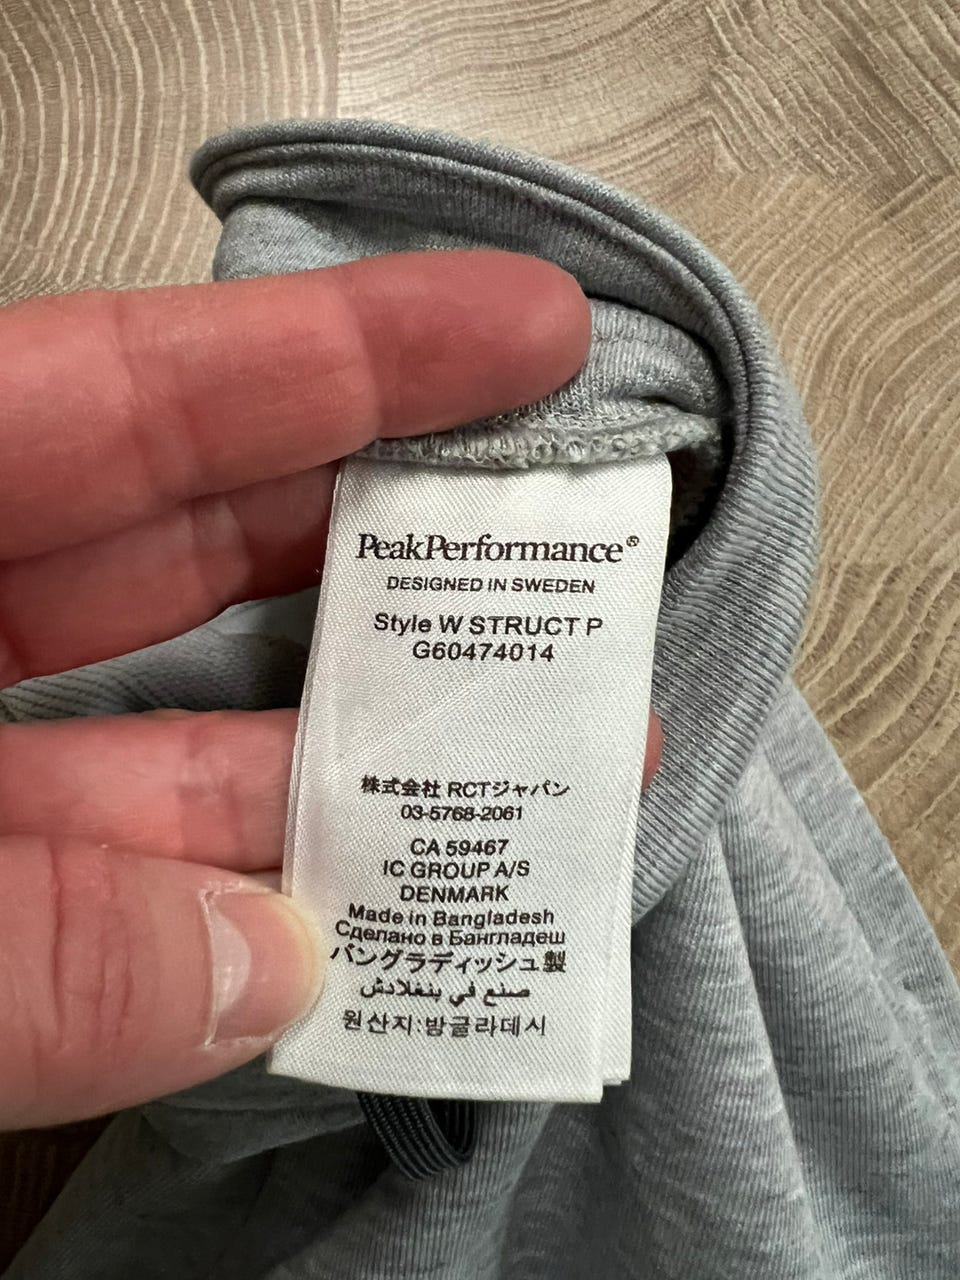 PeakPerformance®
DESIGNED IN SWEDEN
Style W STRUCT P
G60474014
株式会社 RCTジャパン
03-5768-2061
CA 59467
IC GROUP A/S
DENMARK
Made in Bangladesh
Сделано в Бангладеш
バングラディッシュ製
صنع في بنغلادش
원산지:방글라데시